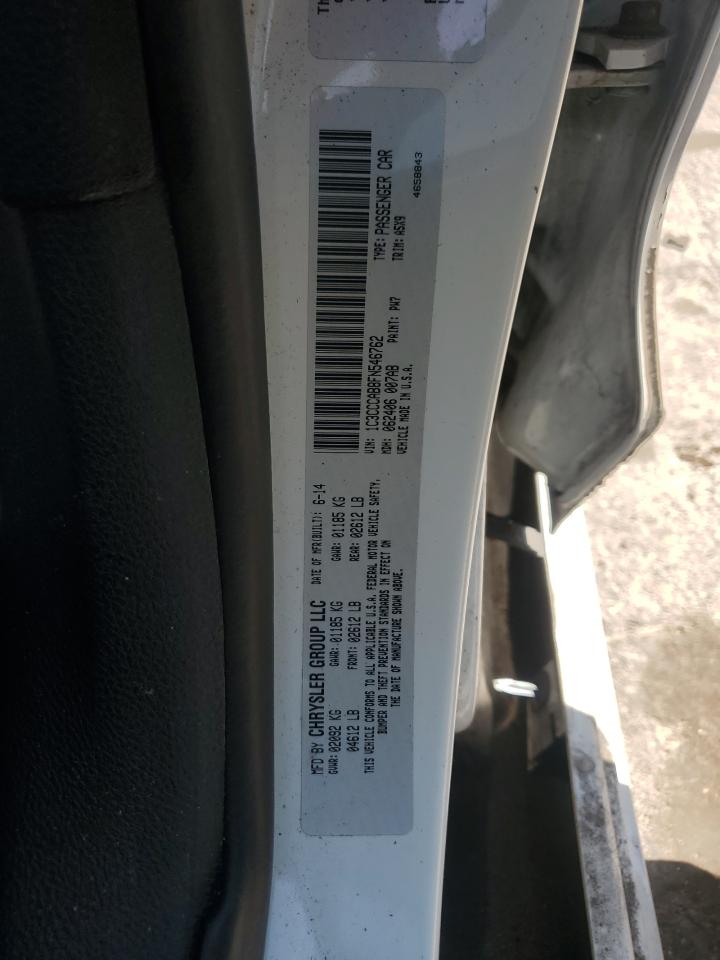 MFD BY CHRYSLER GROUP LLC DATE OF MFR(BUILT): 6-14
GVWR: 02092 KG GAWR: 01185 KG GAWR: 01185 KG
04612 LB FRONT: 02612 LB REAR: 02612 LB
THIS VEHICLE CONFORMS TO ALL APPLICABLE U.S.A. FEDERAL MOTOR VEHICLE SAFETY,
BUMPER AND THEFT PREVENTION STANDARDS IN EFFECT ON
THE DATE OF MANUFACTURE SHOWN ABOVE.
VIN: 1C3CCCAB8FN546762 TYPE: PASSENGER CAR
MDH: 062406 007AB PAINT: PW7 TRIM: A5X9
VEHICLE MADE IN U.S.A. 4658843
Th